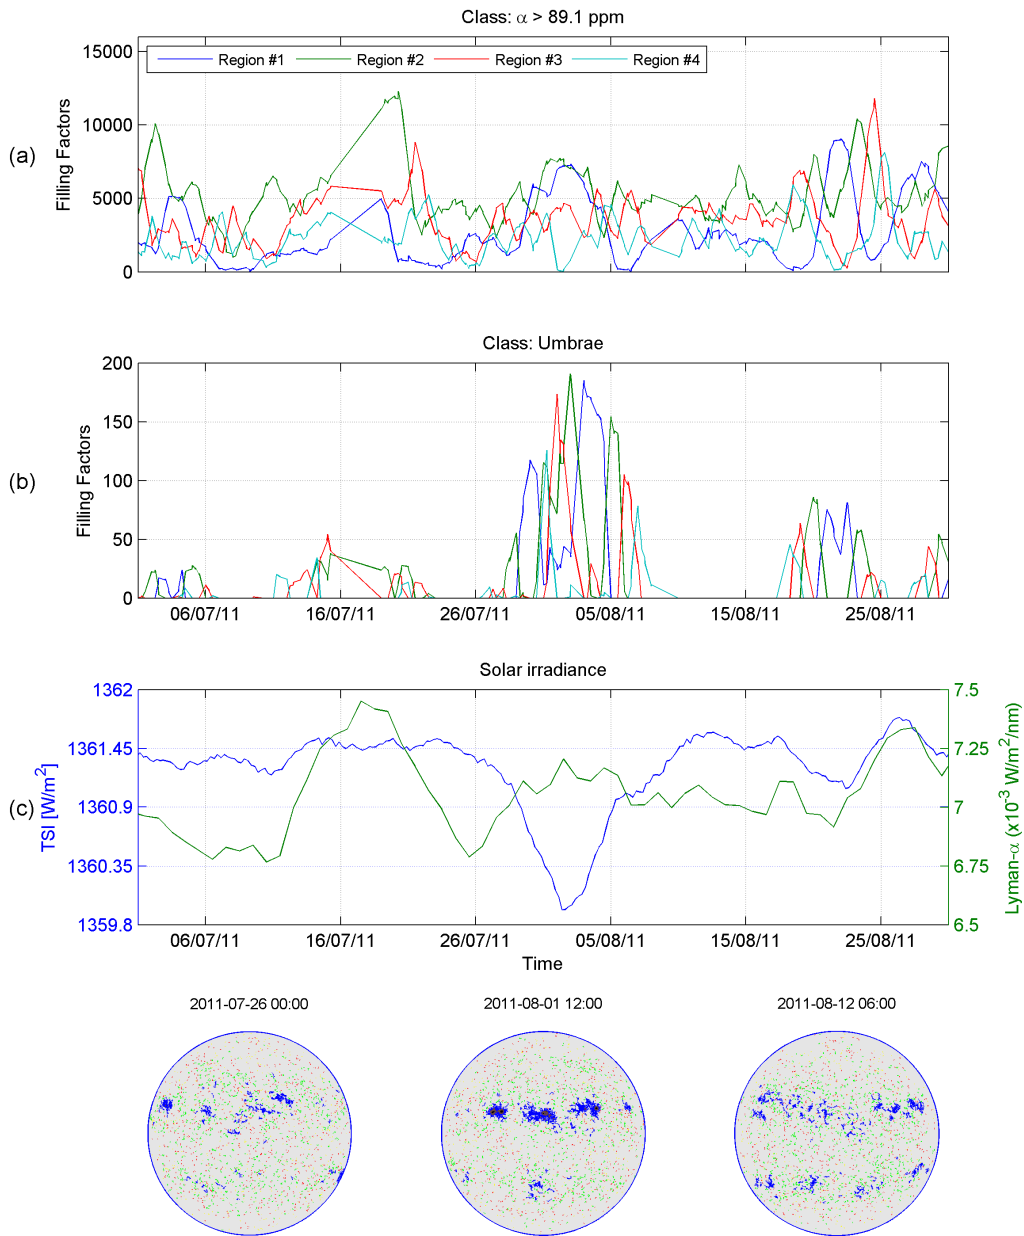 Class: α > 89.1 ppm
(a)
Filling Factors
15000
10000
5000
0
Region #1
Region #2
Region #3
Region #4
Class: Umbrae
(b)
Filling Factors
200
150
100
50
0
06/07/11
16/07/11
26/07/11
05/08/11
15/08/11
25/08/11
Solar irradiance
(c)
TSI [W/m²]
1362
1361.45
1360.9
1360.35
1359.8
7.5
7.25
7
6.75
6.5
Lyman-α (x10⁻³ W/m²/nm)
06/07/11
16/07/11
26/07/11
05/08/11
15/08/11
25/08/11
Time
2011-07-26 00:00
2011-08-01 12:00
2011-08-12 06:00